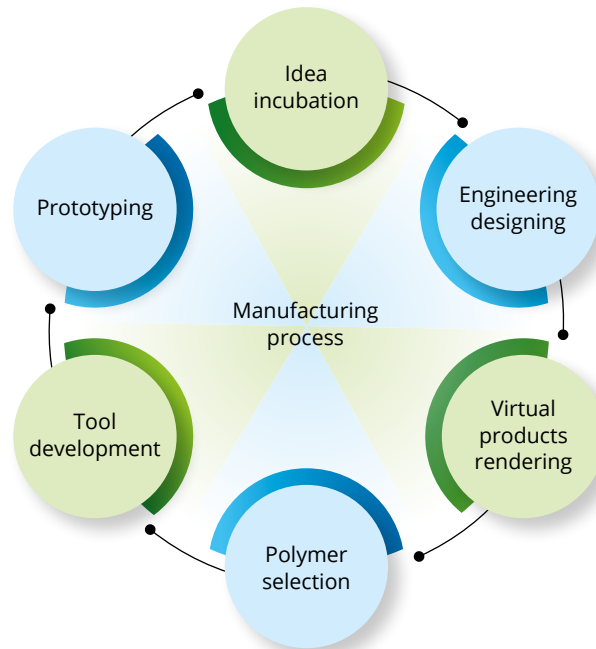 Idea
incubation
Engineering
designing
Virtual
products
rendering
Polymer
selection
Tool
development
Prototyping
Manufacturing
process